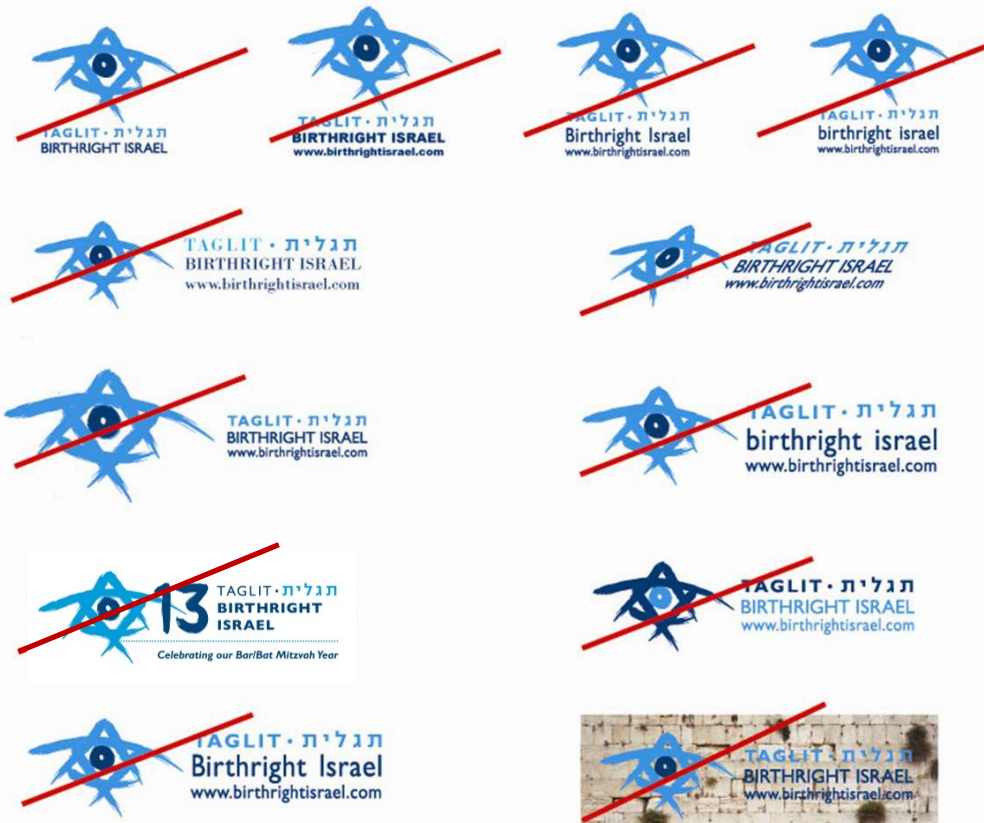 TAGLIT · תגלית
BIRTHRIGHT ISRAEL
TAGLIT · תגלית
BIRTHRIGHT ISRAEL
www.birthrightisrael.com
TAGLIT · תגלית
Birthright Israel
www.birthrightisrael.com
TAGLIT · תגלית
birthright israel
www.birthrightisrael.com
TAGLIT · תגלית
BIRTHRIGHT ISRAEL
www.birthrightisrael.com
TAGLIT · תגלית
BIRTHRIGHT ISRAEL
www.birthrightisrael.com
TAGLIT · תגלית
BIRTHRIGHT ISRAEL
www.birthrightisrael.com
TAGLIT · תגלית
birthright israel
www.birthrightisrael.com
13
TAGLIT · תגלית
BIRTHRIGHT
ISRAEL
Celebrating our Bar/Bat Mitzvah Year
TAGLIT · תגלית
BIRTHRIGHT ISRAEL
www.birthrightisrael.com
TAGLIT · תגלית
Birthright Israel
www.birthrightisrael.com
TAGLIT · תגלית
BIRTHRIGHT ISRAEL
www.birthrightisrael.com